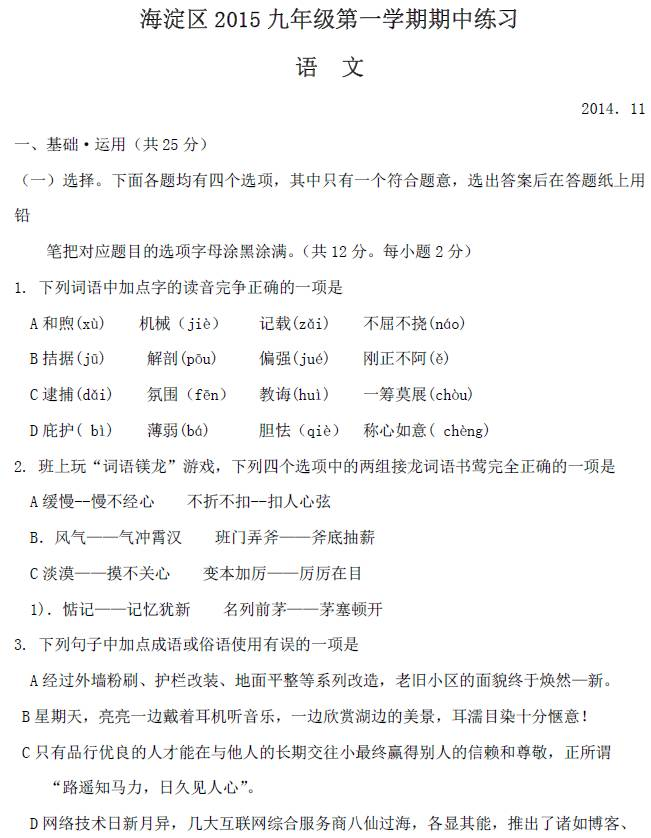 海淀区 2015 九年级第一学期期中练习
语 文
2014．11
一、基础·运用（共 25 分）
（一）选择。下面各题均有四个选项，其中只有一个符合题意，选出答案后在答题纸上用
铅
笔把对应题目的选项字母涂黑涂满。（共 12 分。每小题 2 分）
1. 下列词语中加点字的读音完争正确的一项是
A 和煦(xù) 机械（jiè） 记载(zǎi) 不屈不挠(náo)
B 拮据(jū) 解剖(pōu) 倔强(jué) 刚正不阿(ě)
C 逮捕(dǎi) 氛围（fēn） 教诲(huì) 一筹莫展(chòu)
D 庇护( bì) 薄弱(bá) 胆怯（qiè） 称心如意( chèng)
2. 班上玩“词语镁龙”游戏，下列四个选项中的两组接龙词语书莺完全正确的一项是
A 缓慢--慢不经心 不折不扣--扣人心弦
B．风气——气冲霄汉 班门弄斧——斧底抽薪
C 淡漠——摸不关心 变本加厉——厉厉在目
1)．惦记——记忆犹新 名列前茅——茅塞顿开
3. 下列句子中加点成语或俗语使用有误的一项是
A 经过外墙粉刷、护栏改装、地面平整等系列改造，老旧小区的面貌终于焕然—新。
B 星期天，亮亮一边戴着耳机听音乐，一边欣赏湖边的美景，耳濡目染十分惬意！
C 只有品行优良的人才能在与他人的长期交往小最终赢得别人的信赖和尊敬，正所谓
“路遥知马力，日久见人心”。
D 网络技术日新月异，几大互联网综合服务商八仙过海，各显其能，推出了诸如博客、